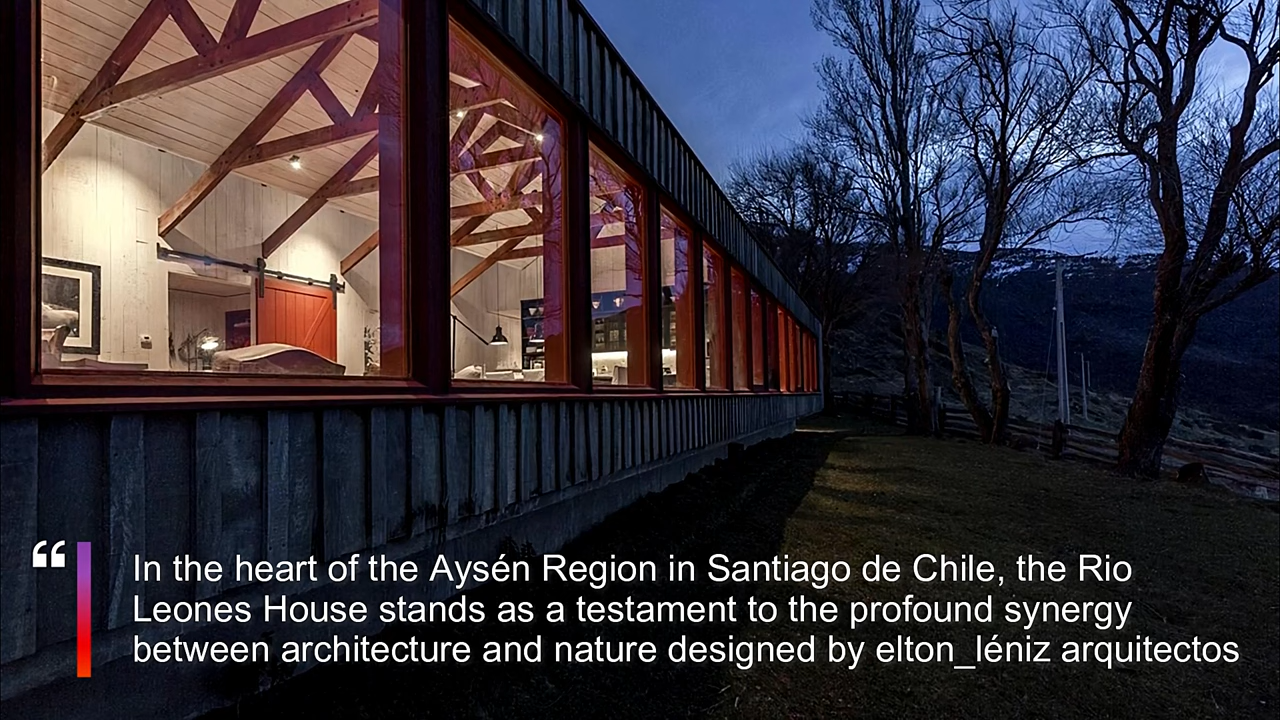 “ In the heart of the Aysén Region in Santiago de Chile, the Rio
Leones House stands as a testament to the profound synergy
between architecture and nature designed by elton_léniz arquitectos